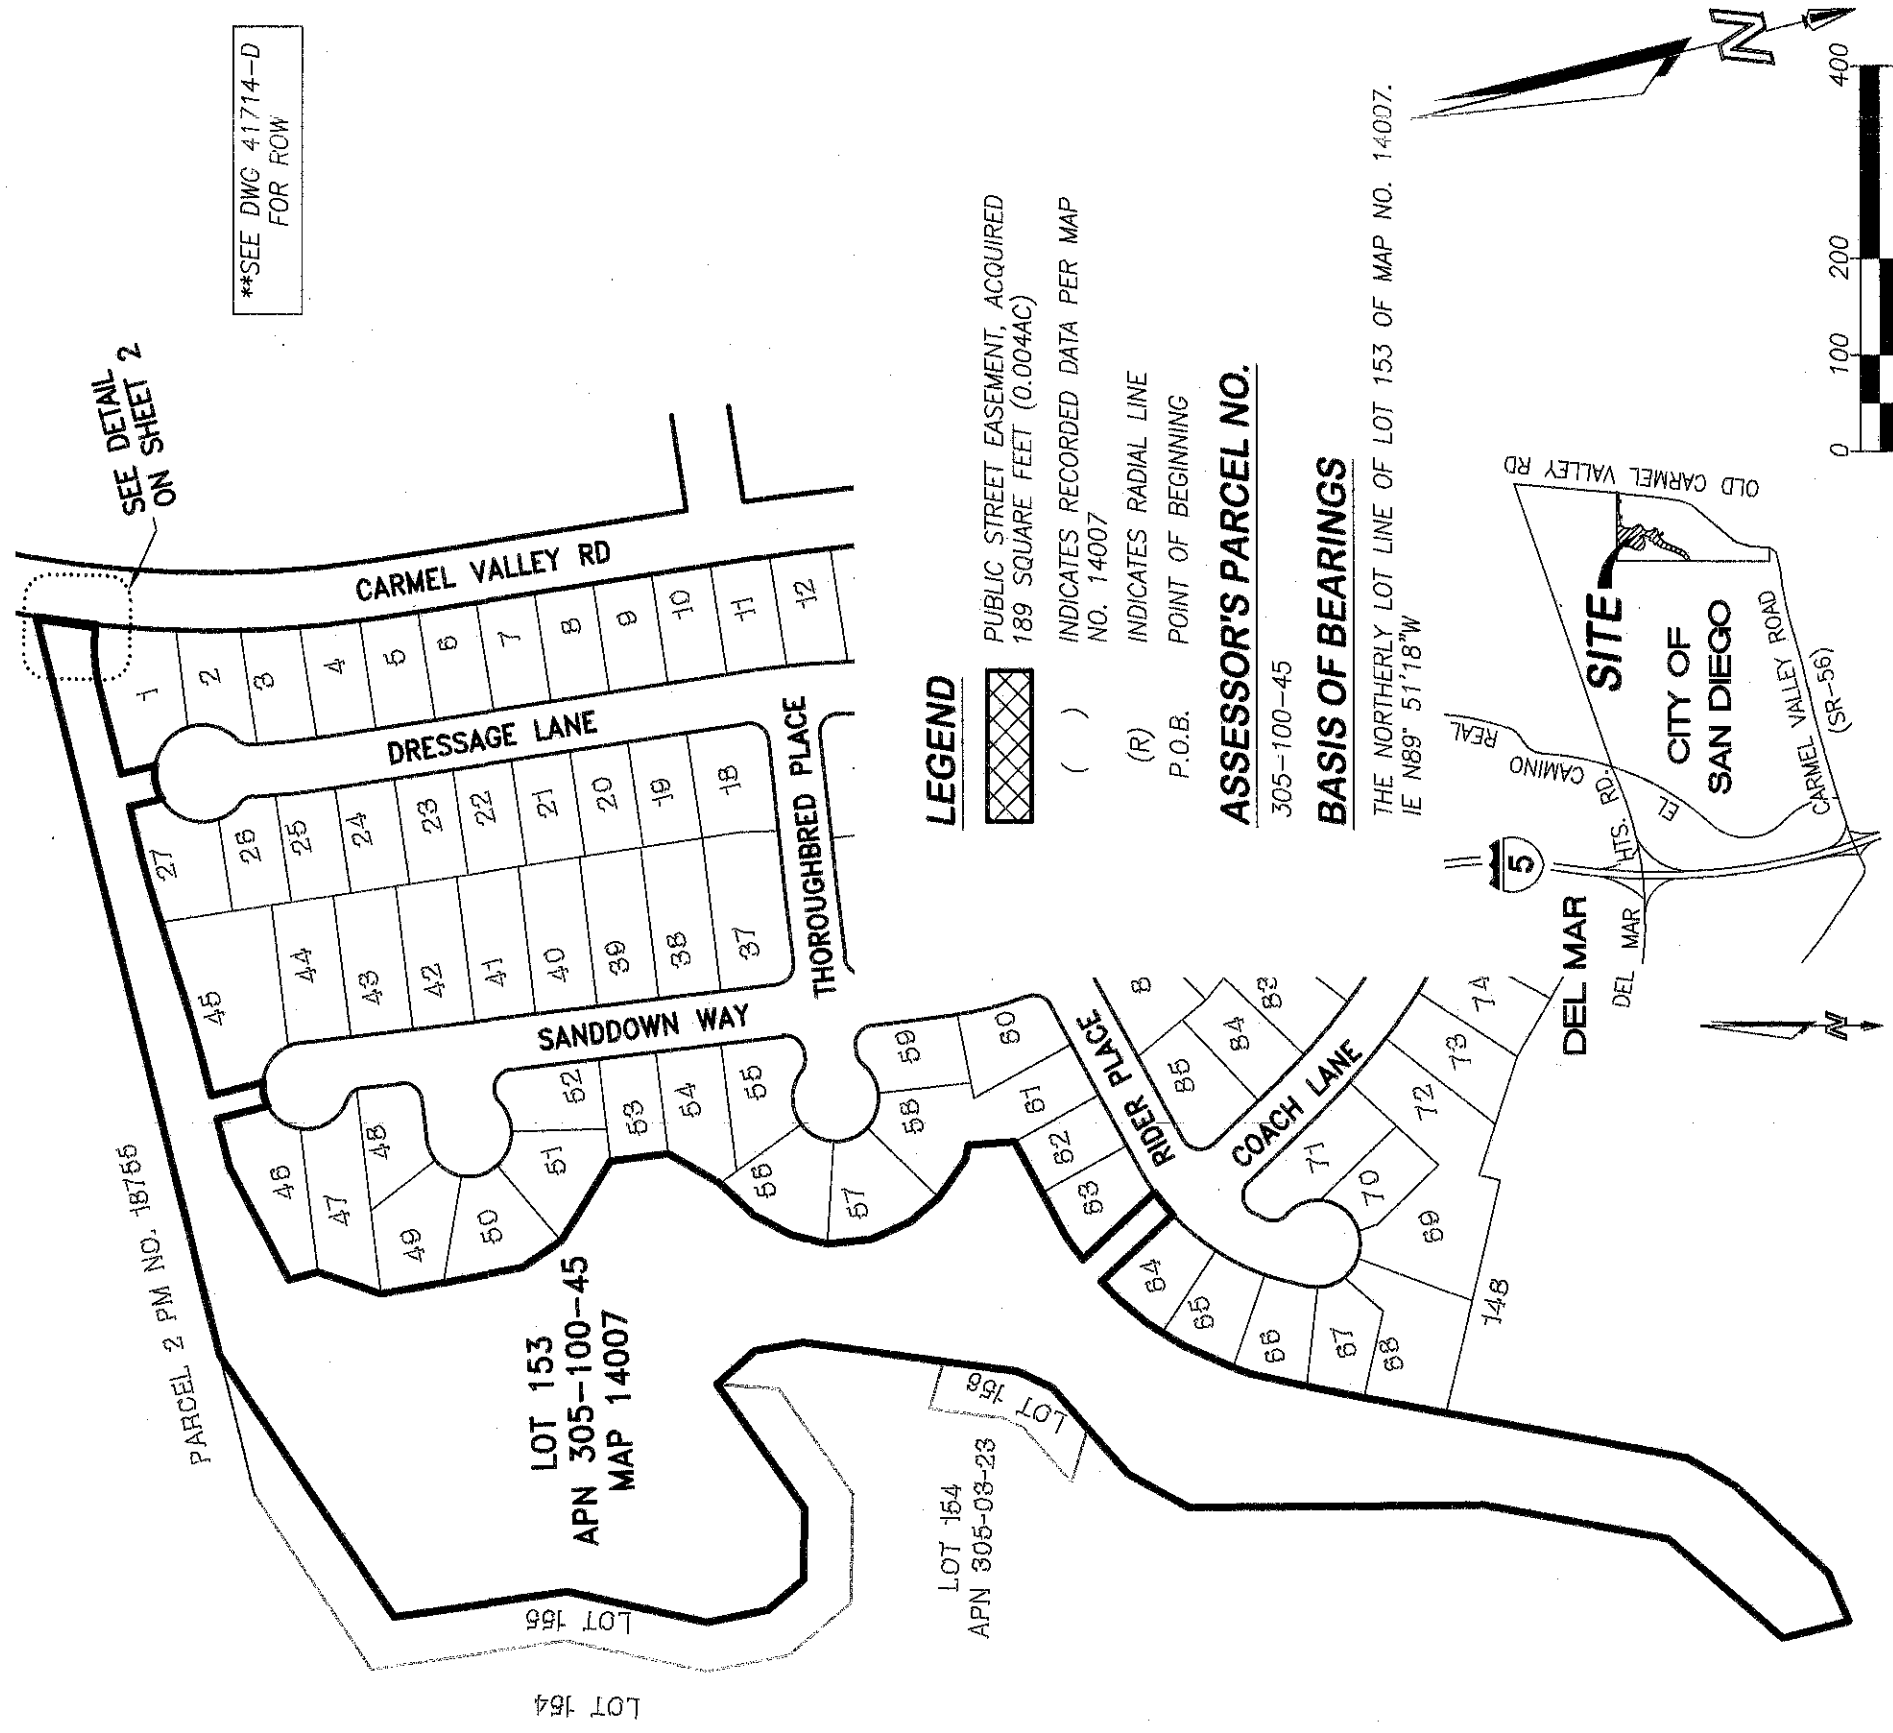 **SEE DWG 41714-D
FOR ROW
SEE DETAIL
ON SHEET 2
CARMEL VALLEY RD
1
2
3
4
5
6
7
8
9
10
11
12
DRESSAGE LANE
27
26
25
24
23
22
21
20
19
18
THOROUGHBRED PLACE
45
44
43
42
41
40
39
38
37
SANDDOWN WAY
46
47
48
49
50
51
52
53
54
55
56
57
58
59
60
61
62
63
RIDER PLACE
8
83
84
85
COACH LANE
64
65
66
67
68
69
70
71
72
73
74
148
PARCEL 2 PM NO. 18755
LOT 153
APN 305-100-45
MAP 14007
LOT 155
LOT 154
LOT 156
LOT 154
APN 305-03-23
LEGEND
PUBLIC STREET EASEMENT, ACQUIRED
189 SQUARE FEET (0.004AC)
( ) INDICATES RECORDED DATA PER MAP
NO. 14007
(R) INDICATES RADIAL LINE
P.O.B. POINT OF BEGINNING
ASSESSOR'S PARCEL NO.
305-100-45
BASIS OF BEARINGS
THE NORTHERLY LOT LINE OF LOT 153 OF MAP NO. 14007.
IE N89° 51'18"W
N
0 100 200 400
OLD CARMEL VALLEY RD
SITE
CITY OF
SAN DIEGO
CARMEL VALLEY ROAD
(SR-56)
EL CAMINO REAL
DEL MAR HTS. RD.
5
DEL MAR
N